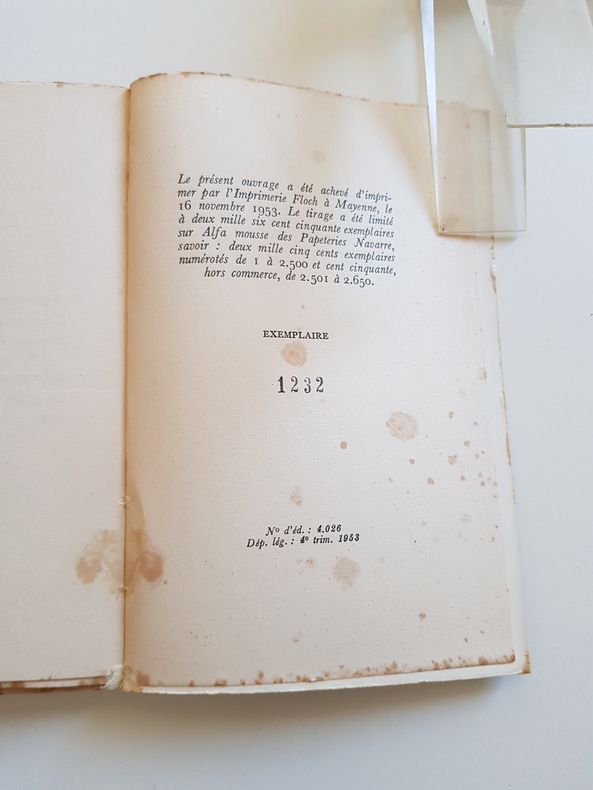 Le présent ouvrage a été achevé d'impri-
mer par l'Imprimerie Floch à Mayenne, le
16 novembre 1953. Le tirage a été limité
à deux mille six cent cinquante exemplaires
sur Alfa mousse des Papeteries Navarre,
savoir : deux mille cinq cents exemplaires
numérotés de 1 à 2.500 et cent cinquante,
hors commerce, de 2.501 à 2.650.
EXEMPLAIRE
1232
Nº d'éd. : 4.026
Dép. lég. : 4e trim. 1953